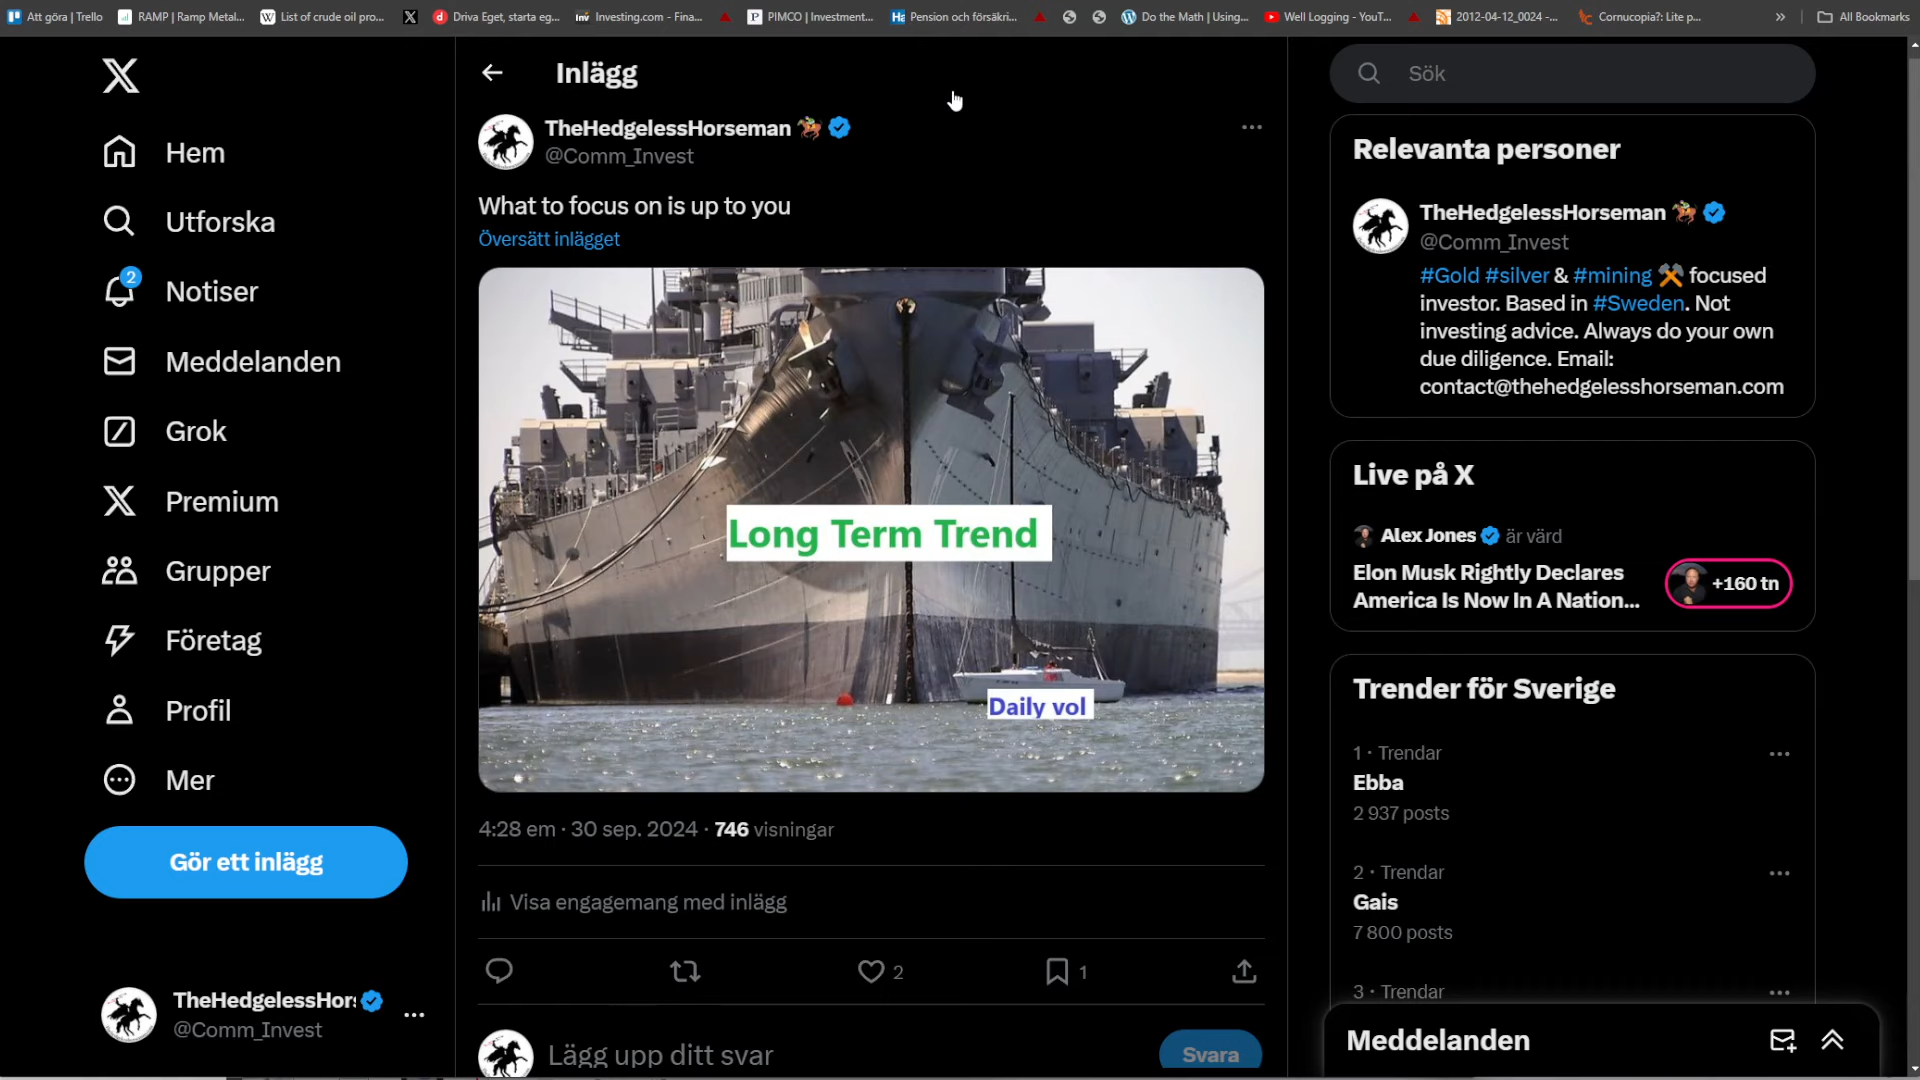 Att göra | Trello
RAMP | Ramp Metal...
List of crude oil pro...
Driva Eget, starta eg...
Investing.com - Fina...
PIMCO | Investment...
Pension och försäkri...
Do the Math | Using...
Well Logging - YouT...
2012-04-12_0024 -...
Cornucopia?: Lite p...
All Bookmarks
Hem
Utforska
2
Notiser
Meddelanden
Grok
Premium
Grupper
Företag
Profil
Mer
Gör ett inlägg
TheHedgelessHor:
@Comm_Invest
Inlägg
TheHedgelessHorseman
@Comm_Invest
What to focus on is up to you
Översätt inlägget
Long Term Trend
Daily vol
4:28 em · 30 sep. 2024 · 746 visningar
Visa engagemang med inlägg
2
1
Lägg upp ditt svar
Svara
Sök
Relevanta personer
TheHedgelessHorseman
@Comm_Invest
#Gold #silver & #mining focused
investor. Based in #Sweden. Not
investing advice. Always do your own
due diligence. Email:
contact@thehedgelesshorseman.com
Live på X
Alex Jones är värd
Elon Musk Rightly Declares
America Is Now In A Nation...
+160 tn
Trender för Sverige
1 · Trendar
Ebba
2 937 posts
2 · Trendar
Gais
7 800 posts
3 · Trendar
Meddelanden